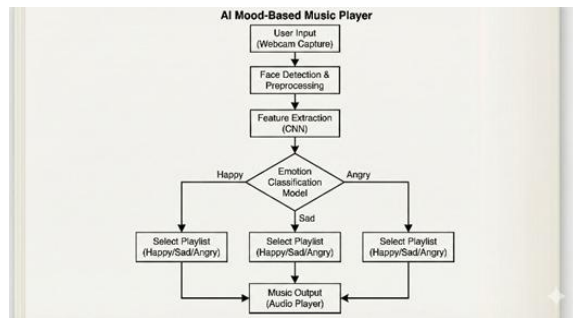 AI Mood-Based Music Player
User Input
(Webcam Capture)
Face Detection &
Preprocessing
Feature Extraction
(CNN)
Happy
Emotion
Classification
Model
Angry
Sad
Select Playlist
(Happy/Sad/Angry)
Select Playlist
(Happy/Sad/Angry)
Select Playlist
(Happy/Sad/Angry)
Music Output
(Audio Player)